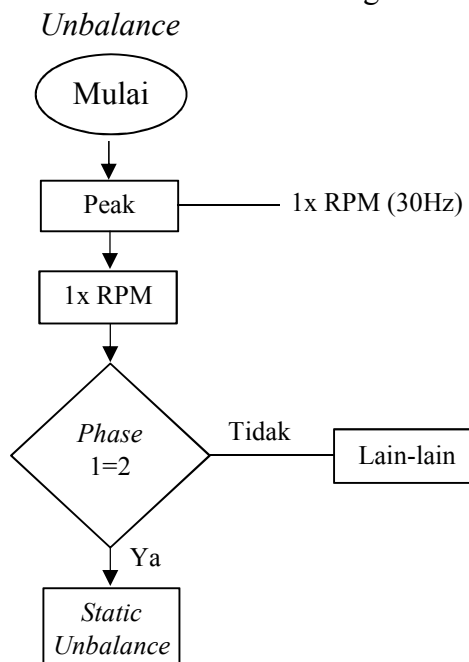 Unbalance
Mulai
Peak
1x RPM (30Hz)
1x RPM
Phase
1=2
Tidak
Lain-lain
Ya
Static
Unbalance